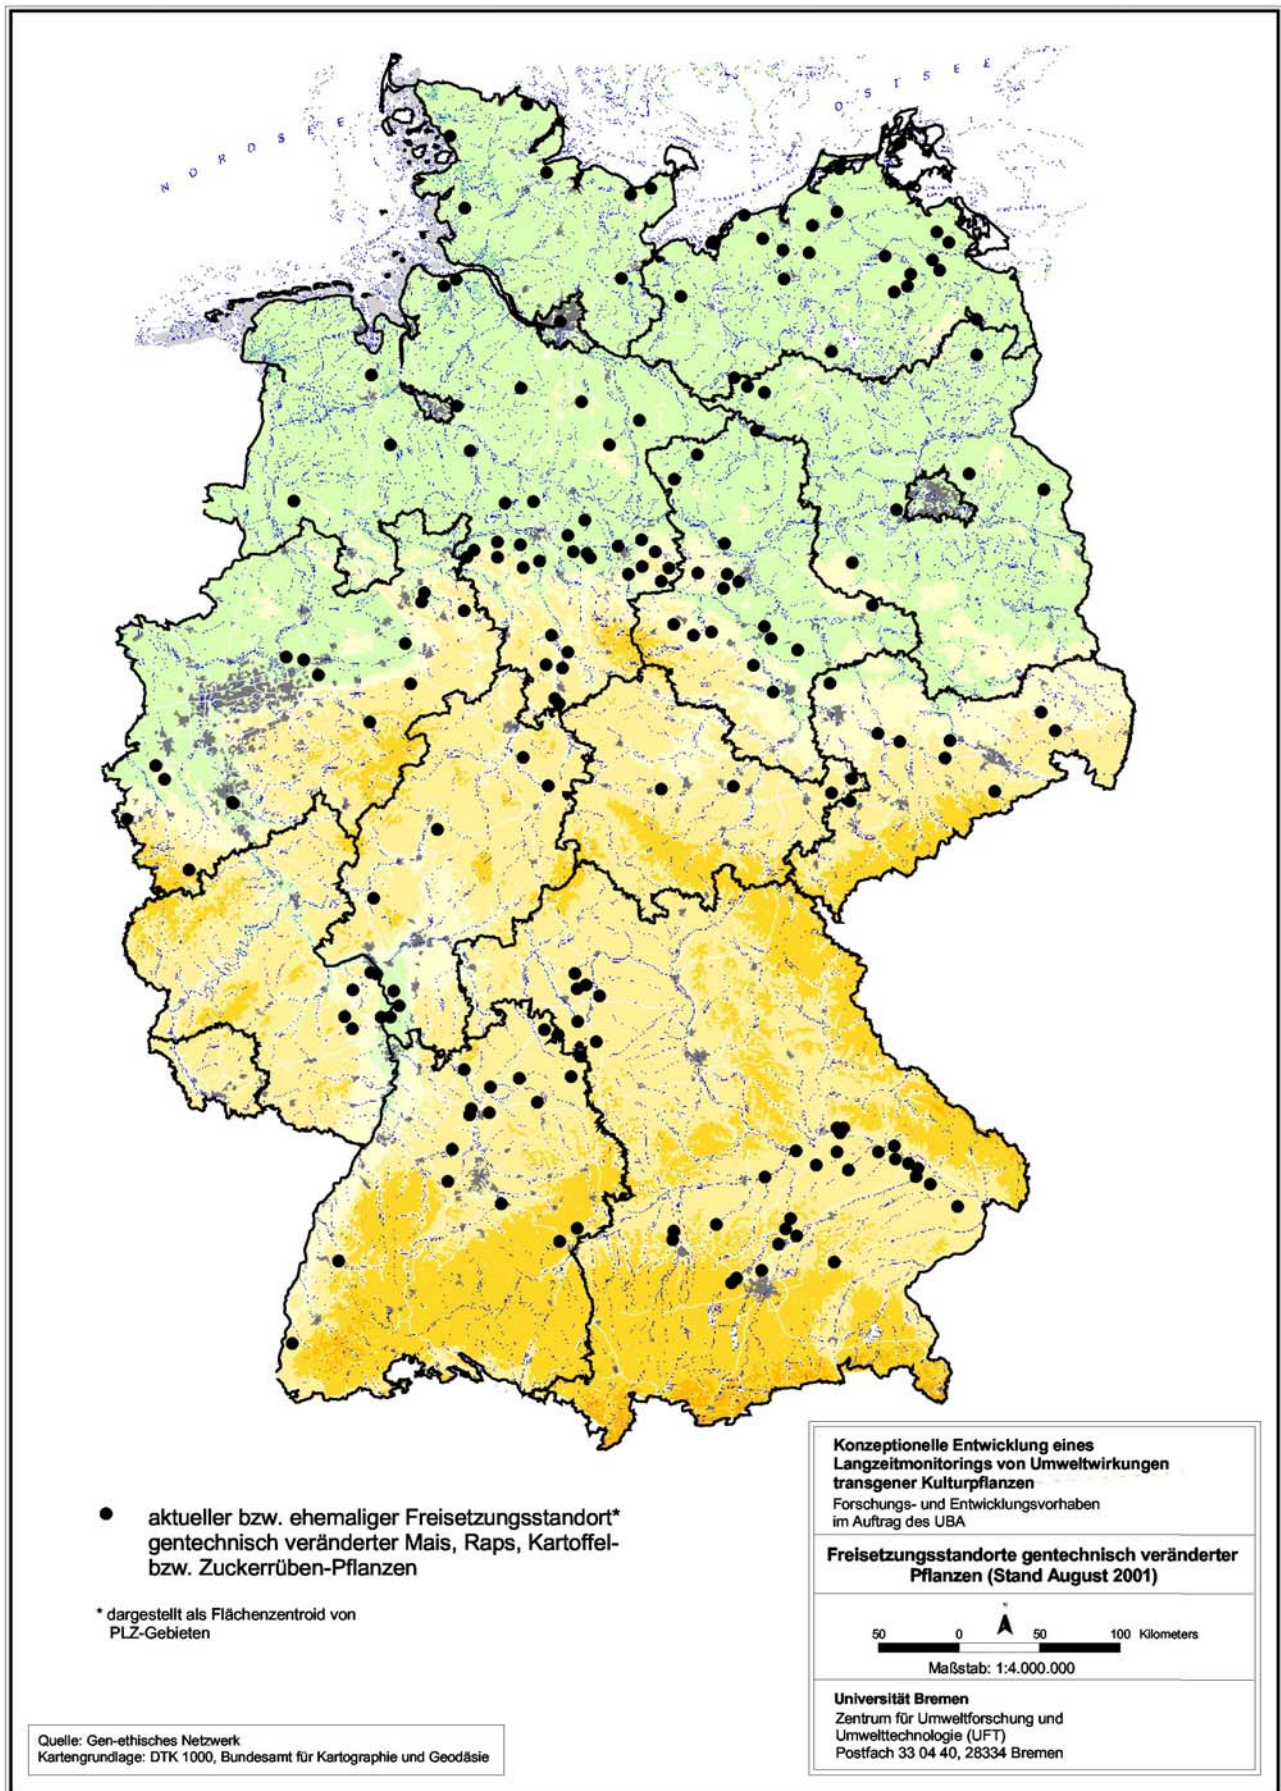 NORDSEE
OSTSEE
aktueller bzw. ehemaliger Freisetzungsstandort*
gentechnisch veränderter Mais, Raps, Kartoffel-
bzw. Zuckerrüben-Pflanzen
* dargestellt als Flächenzentroid von
PLZ-Gebieten
Quelle: Gen-ethisches Netzwerk
Kartengrundlage: DTK 1000, Bundesamt für Kartographie und Geodäsie
Konzeptionelle Entwicklung eines
Langzeitmonitorings von Umweltwirkungen
transgener Kulturpflanzen
Forschungs- und Entwicklungsvorhaben
im Auftrag des UBA
Freisetzungsstandorte gentechnisch veränderter
Pflanzen (Stand August 2001)
N
50 0 50 100 Kilometers
Maßstab: 1:4.000.000
Universität Bremen
Zentrum für Umweltforschung und
Umwelttechnologie (UFT)
Postfach 33 04 40, 28334 Bremen